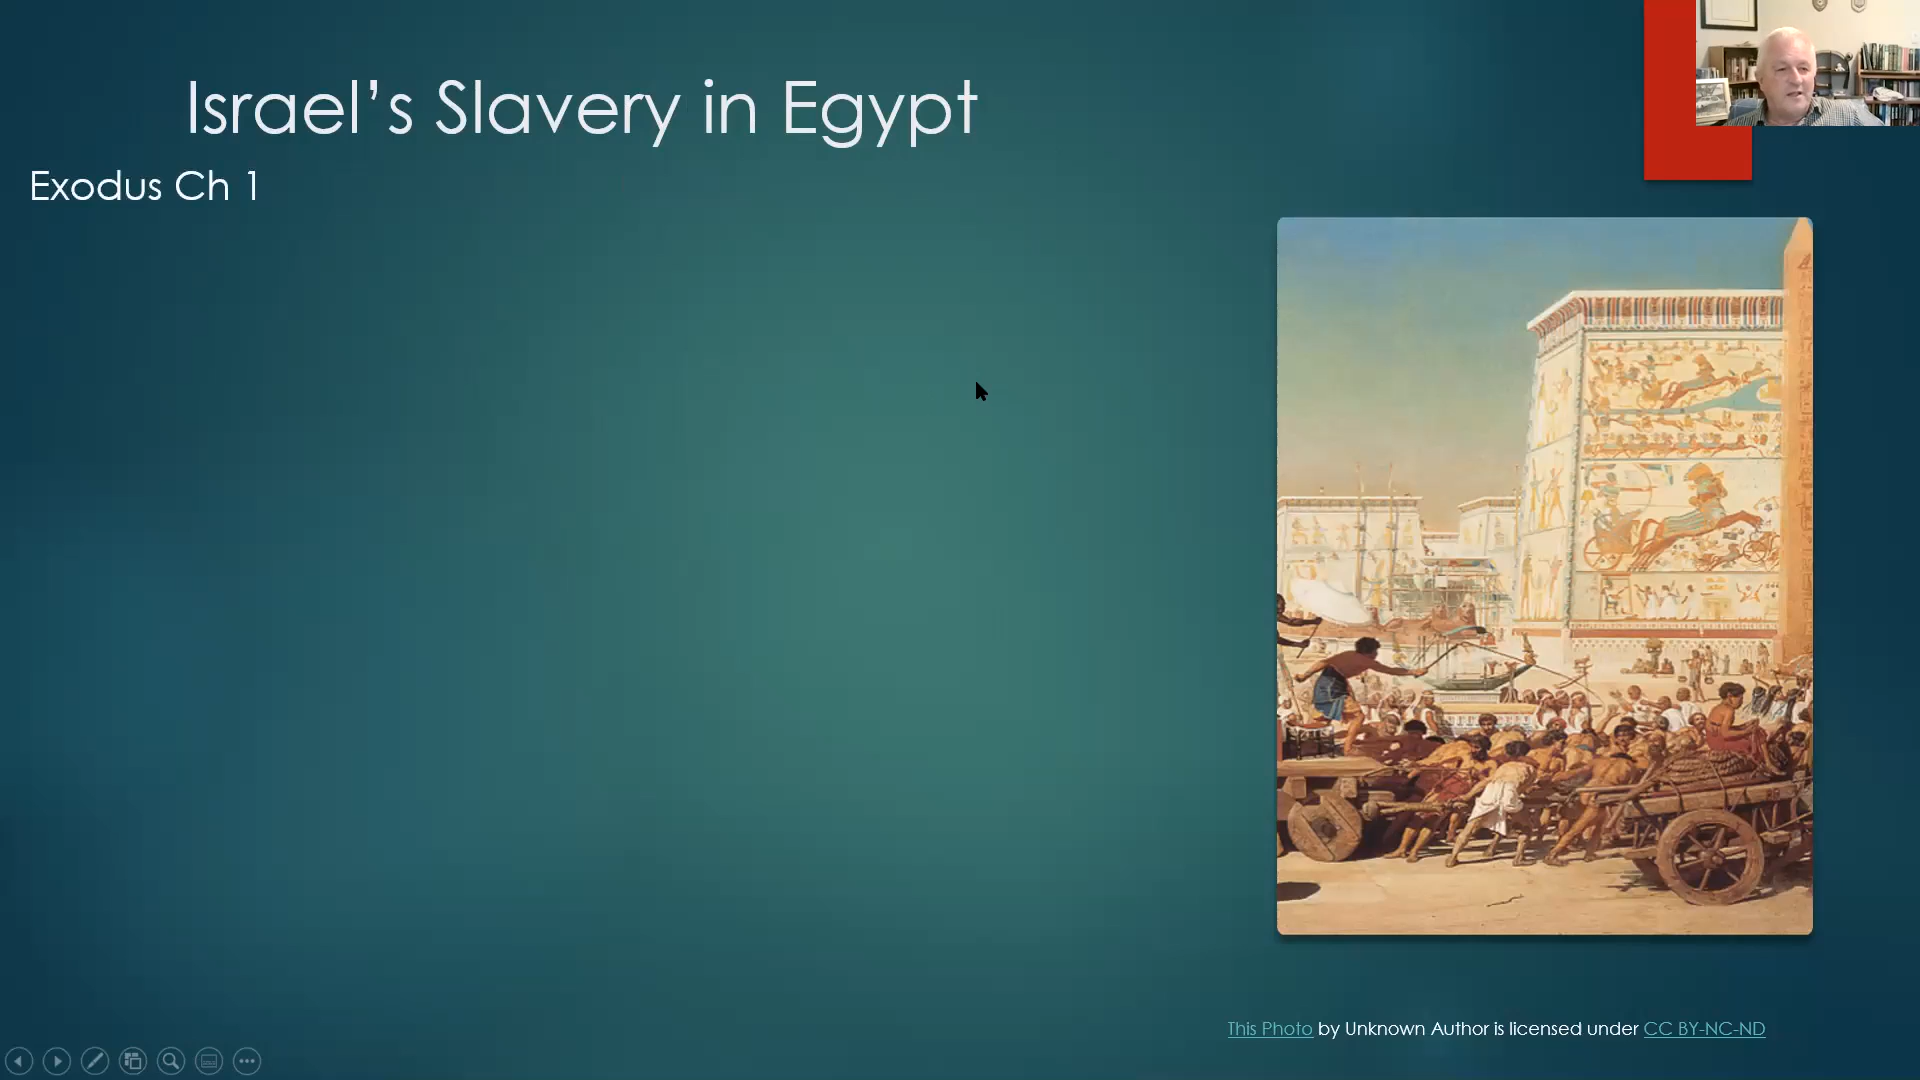 Israel’s Slavery in Egypt
Exodus Ch 1
This Photo by Unknown Author is licensed under CC BY-NC-ND